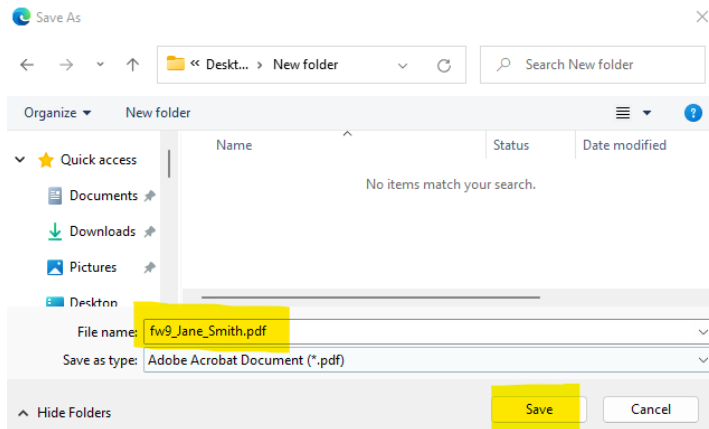 Save As
« Deskt... › New folder
Search New folder
Organize
New folder
?
Name
Status
Date modified
Quick access
No items match your search.
Documents
Downloads
Pictures
Desktop
File name: fw9_Jane_Smith.pdf
Save as type: Adobe Acrobat Document (*.pdf)
Hide Folders
Save
Cancel